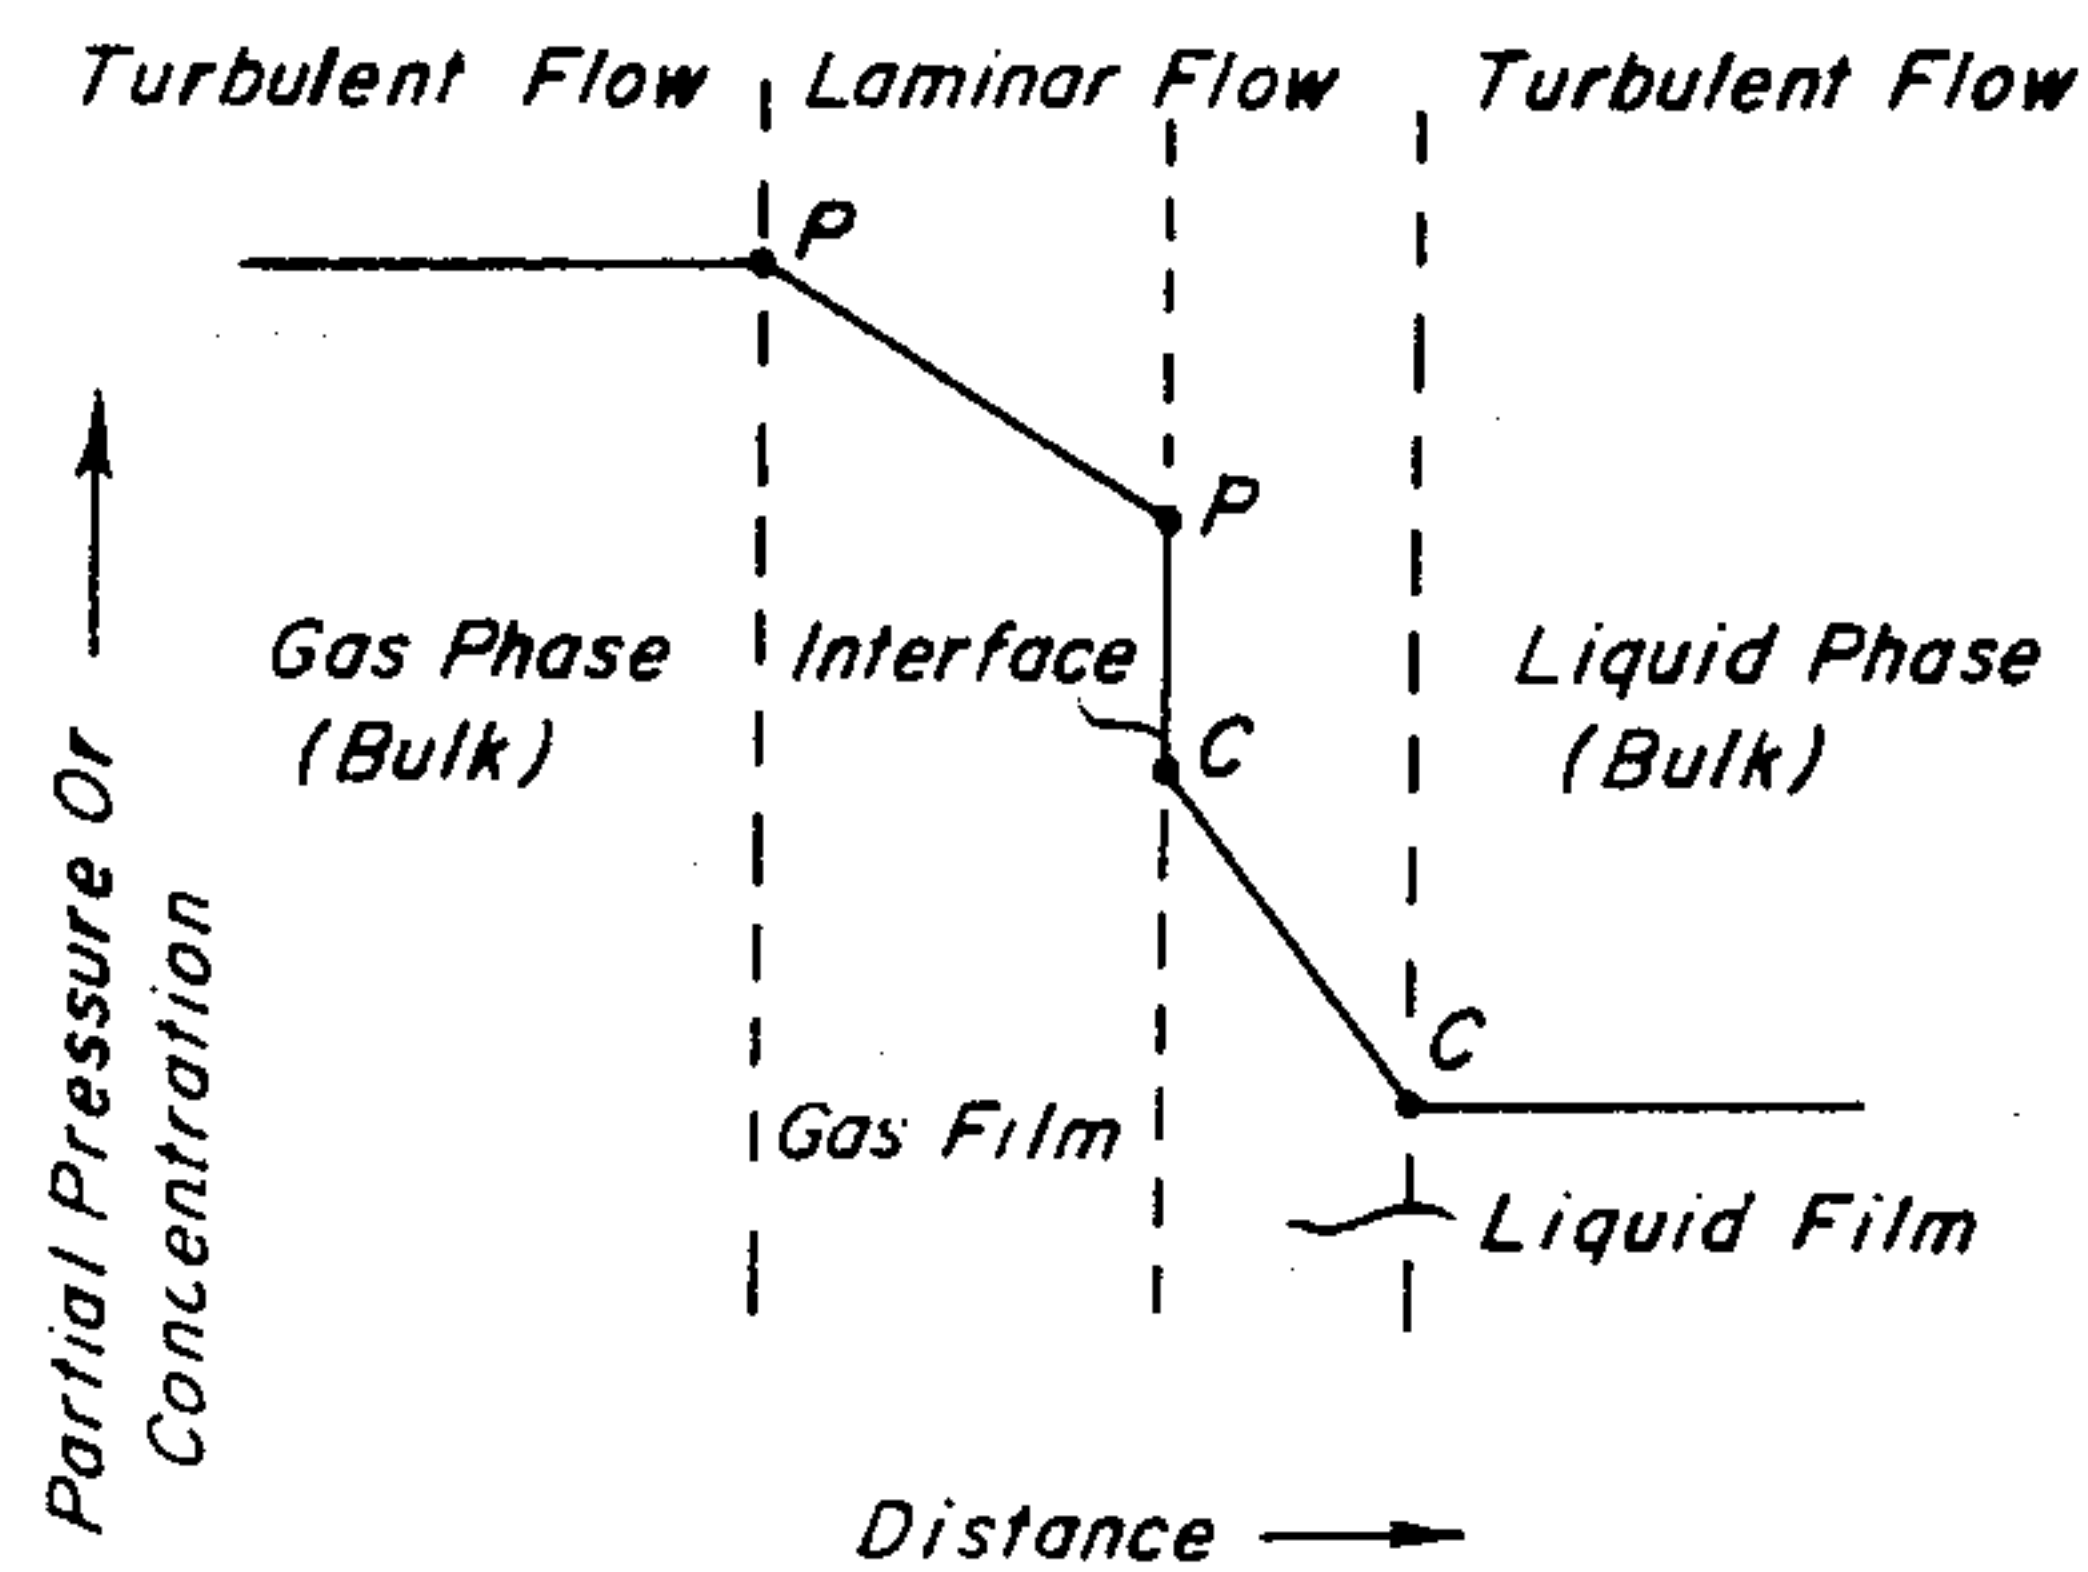 Turbulent Flow
Laminar Flow
Turbulent Flow
P
P
Gas Phase
(Bulk)
Interface
C
Liquid Phase
(Bulk)
C
Gas Film
Liquid Film
Partial Pressure Or
Concentration
Distance